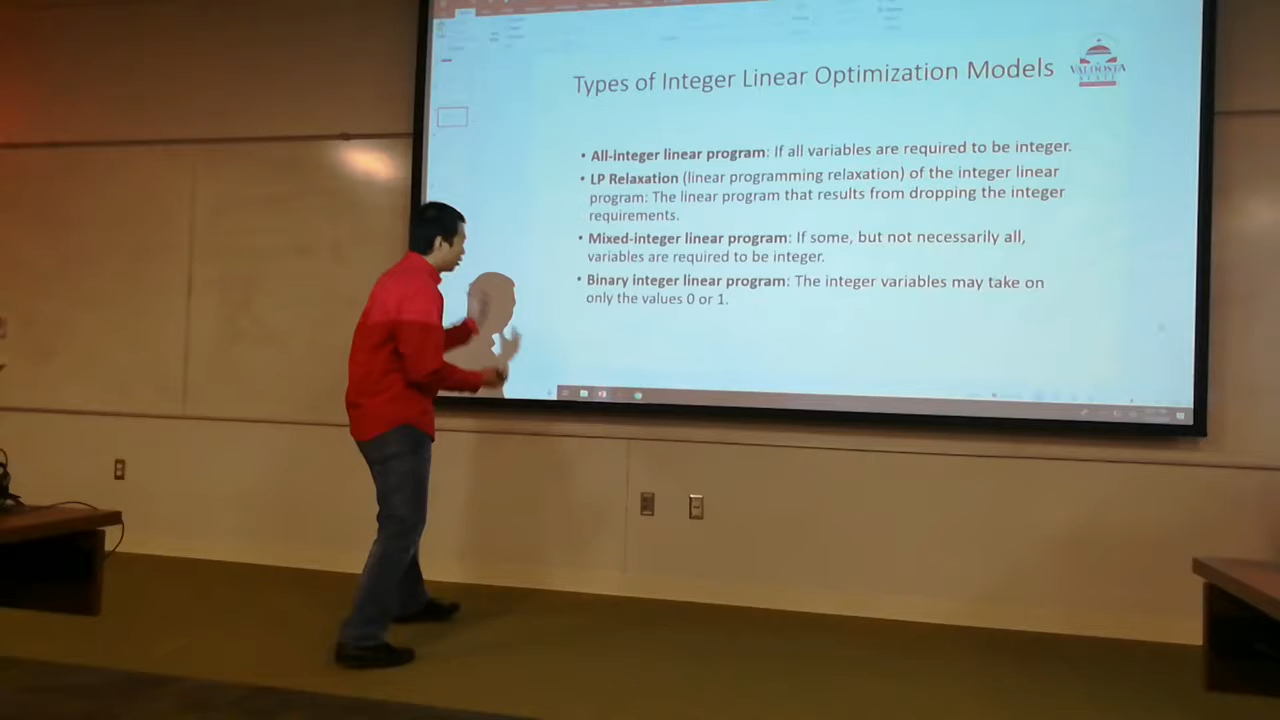 Types of Integer Linear Optimization Models
VALDOSTA
STATE
• All-integer linear program: If all variables are required to be integer.
• LP Relaxation (linear programming relaxation) of the integer linear
program: The linear program that results from dropping the integer
requirements.
• Mixed-integer linear program: If some, but not necessarily all,
variables are required to be integer.
• Binary integer linear program: The integer variables may take on
only the values 0 or 1.